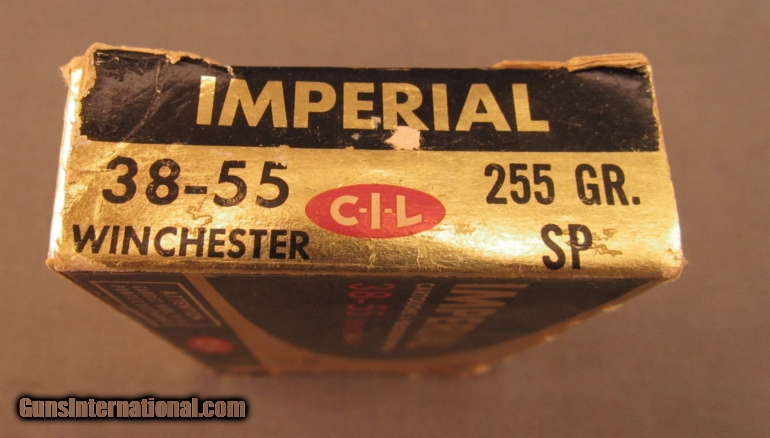 IMPERIAL
38-55
WINCHESTER
C-I-L
255 GR.
SP
IMPERIAL
38-55
GunsInternational.com